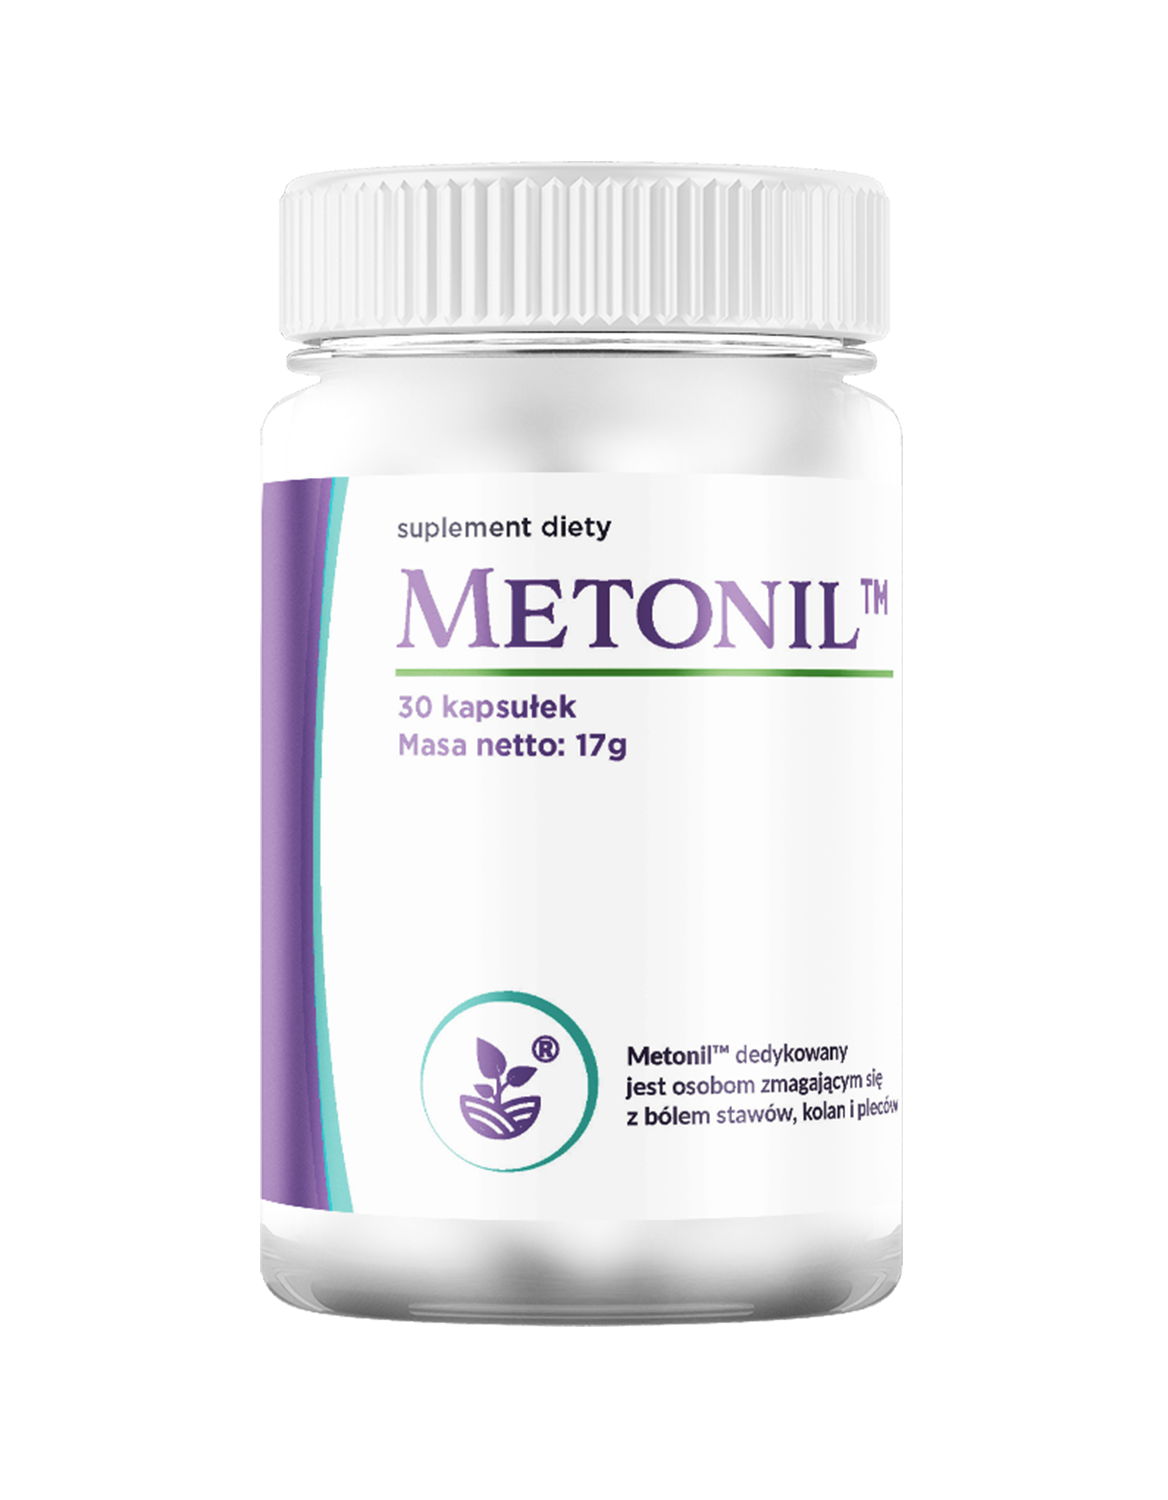 suplement diety
METONIL™
30 kapsułek
Masa netto: 17g
®
Metonil™ dedykowany
jest osobom zmagającym się
z bólem stawów, kolan i pleców